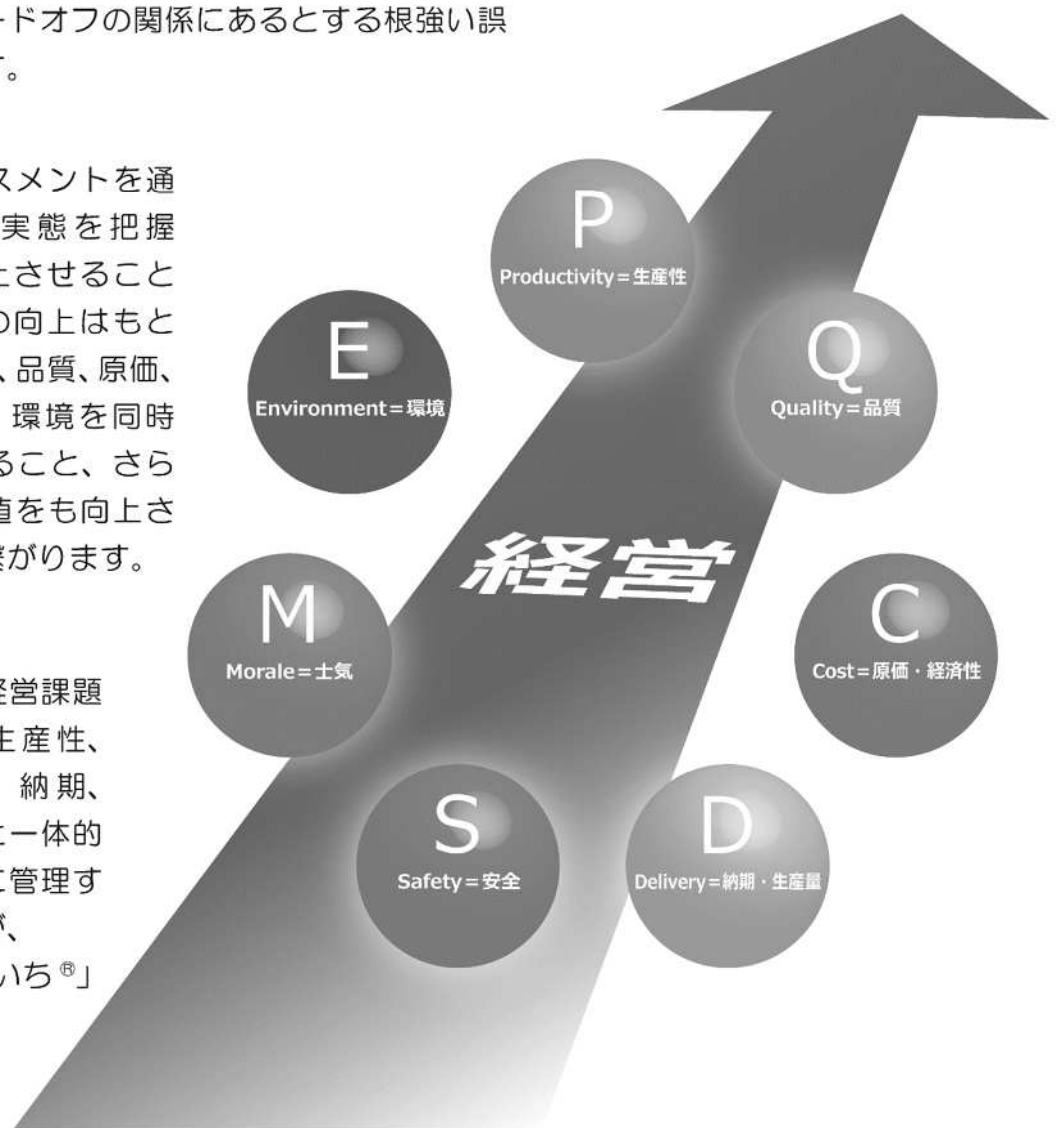 ードオフの関係にあるとする根強い誤
す。
スメントを通
実態を把握
上させること
の向上はもと
、品質、原価、
環境を同時
ること、さら
値をも向上さ
繋がります。
経営課題
生産性、
納期、
と一体的
に管理す
が、
いち®」
P
Productivity=生産性
E
Environment=環境
Q
Quality=品質
経営
M
Morale=士気
C
Cost=原価・経済性
S
Safety=安全
D
Delivery=納期・生産量